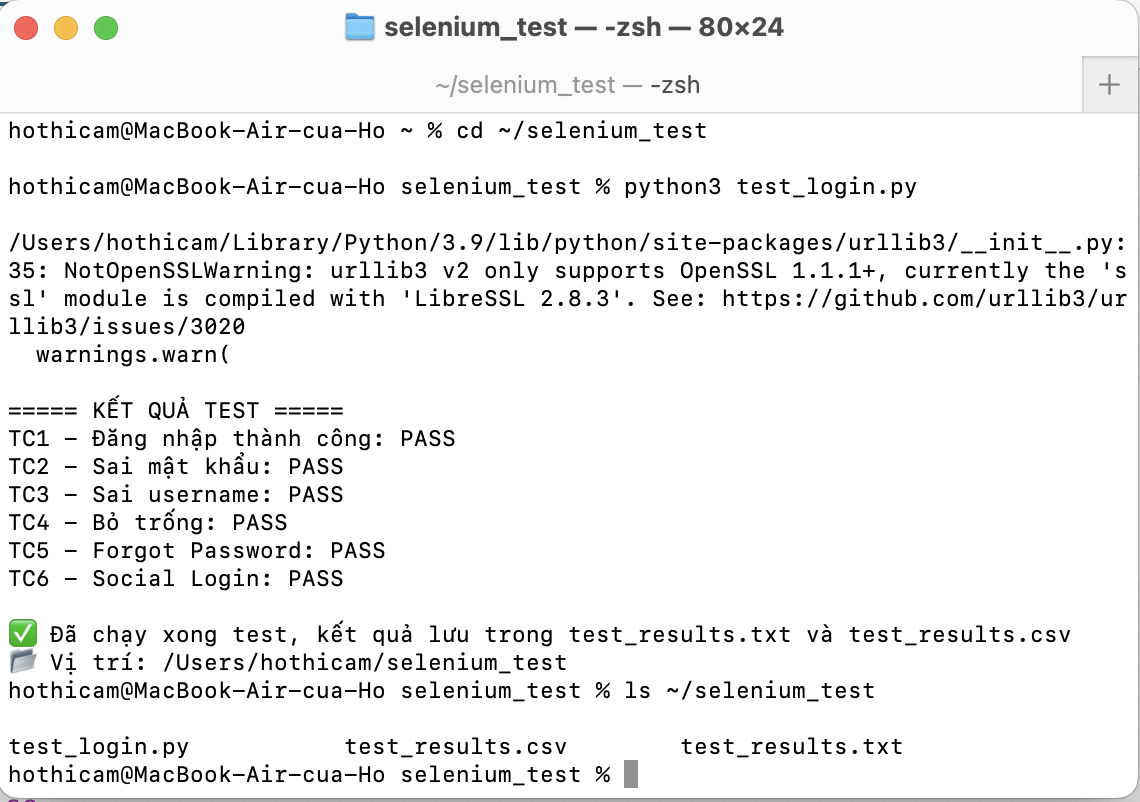 selenium_test — -zsh — 80×24
~/selenium_test — -zsh
hothicam@MacBook-Air-cua-Ho ~ % cd ~/selenium_test
hothicam@MacBook-Air-cua-Ho selenium_test % python3 test_login.py
/Users/hothicam/Library/Python/3.9/lib/python/site-packages/urllib3/__init__.py:
35: NotOpenSSLWarning: urllib3 v2 only supports OpenSSL 1.1.1+, currently the 's
sl' module is compiled with 'LibreSSL 2.8.3'. See: https://github.com/urllib3/ur
llib3/issues/3020
  warnings.warn(
===== KẾT QUẢ TEST =====
TC1 – Đăng nhập thành công: PASS
TC2 – Sai mật khẩu: PASS
TC3 – Sai username: PASS
TC4 – Bỏ trống: PASS
TC5 – Forgot Password: PASS
TC6 – Social Login: PASS
✅ Đã chạy xong test, kết quả lưu trong test_results.txt và test_results.csv
📂 Vị trí: /Users/hothicam/selenium_test
hothicam@MacBook-Air-cua-Ho selenium_test % ls ~/selenium_test
test_login.py test_results.csv test_results.txt
hothicam@MacBook-Air-cua-Ho selenium_test %